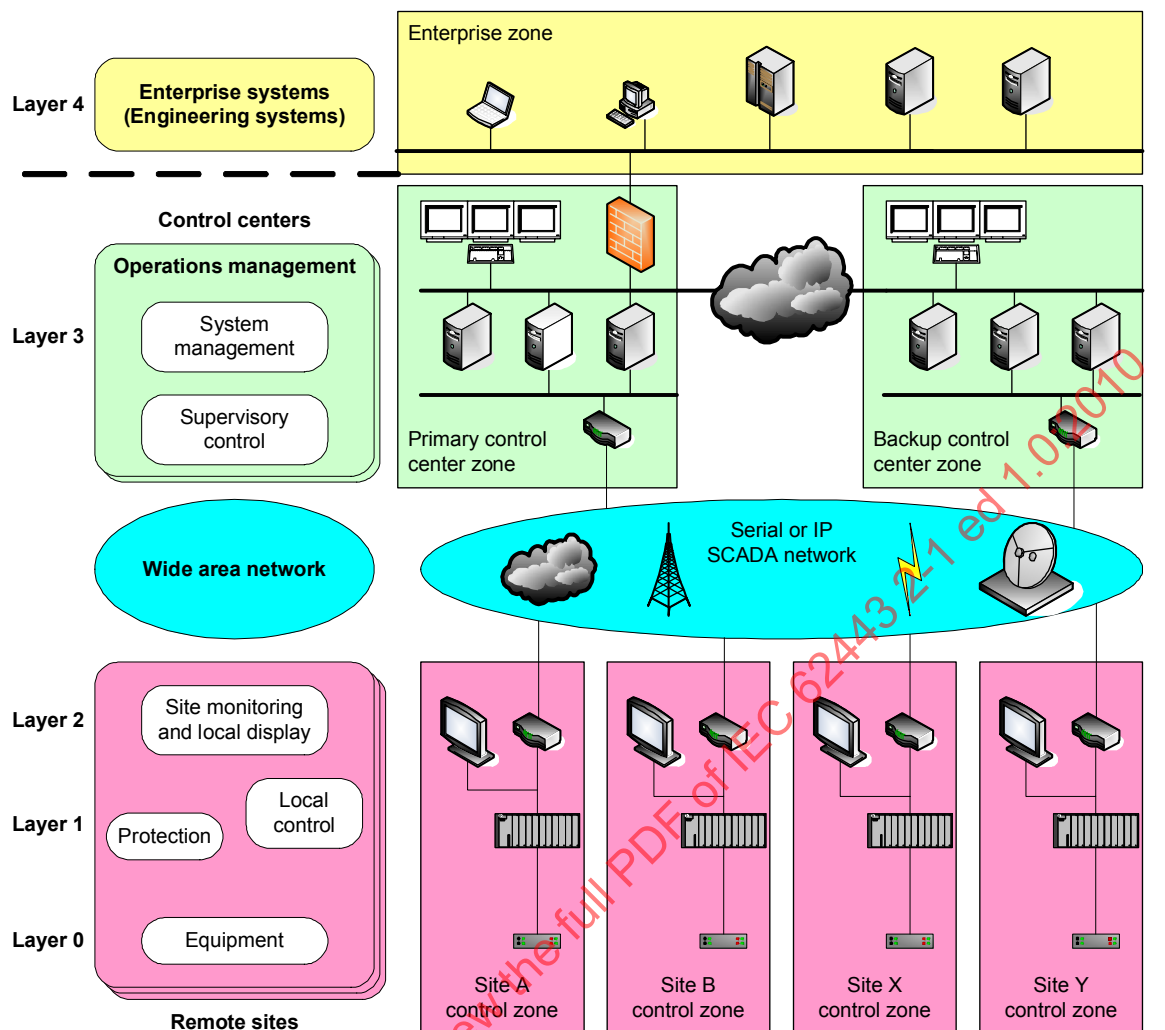 Enterprise zone
Layer 4
Enterprise systems
(Engineering systems)
Control centers
Operations management
Layer 3
System
management
Supervisory
control
Primary control
center zone
Backup control
center zone
Wide area network
Serial or IP
SCADA network
Layer 2
Site monitoring
and local display
Layer 1
Local
control
Protection
Layer 0
Equipment
Site A
control zone
Site B
control zone
Site X
control zone
Site Y
control zone
Remote sites
ew the full PDF of IEC 62443 2-1 ed 1.0:2010